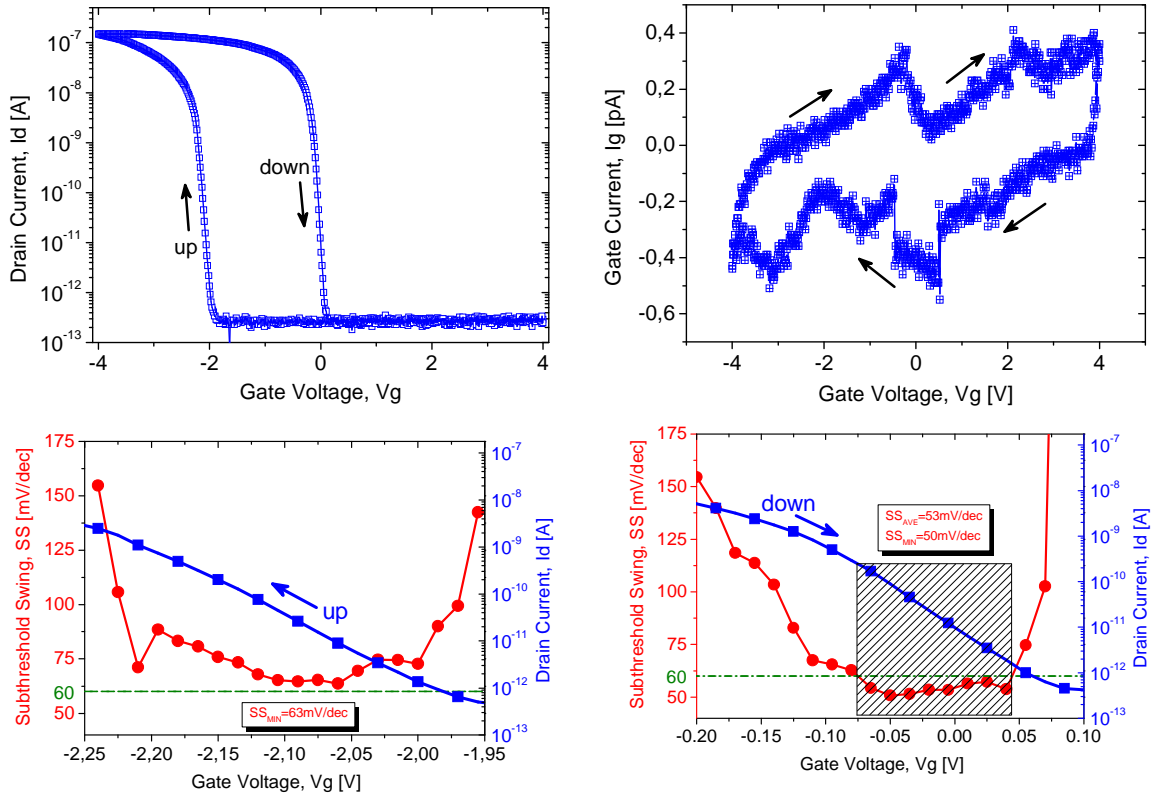 Drain Current, Id [A]
10^-7
10^-8
10^-9
10^-10
10^-11
10^-12
10^-13
down
up
-4 -2 0 2 4
Gate Voltage, Vg
Gate Current, Ig [pA]
0,4
0,2
0,0
-0,2
-0,4
-0,6
-4 -2 0 2 4
Gate Voltage, Vg [V]
Subthreshold Swing, SS [mV/dec]
175
150
125
100
75
60
50
up
SS_MIN=63mV/dec
10^-7
10^-8
10^-9
10^-10
10^-11
10^-12
10^-13
Drain Current, Id [A]
-2,25 -2,20 -2,15 -2,10 -2,05 -2,00 -1,95
Gate Voltage, Vg [V]
Subthreshold Swing, SS [mV/dec]
175
150
125
100
75
60
50
down
SS_AVE=53mV/dec
SS_MIN=50mV/dec
10^-7
10^-8
10^-9
10^-10
10^-11
10^-12
10^-13
Drain Current, Id [A]
-0.20 -0.15 -0.10 -0.05 0.00 0.05 0.10
Gate Voltage, Vg [V]